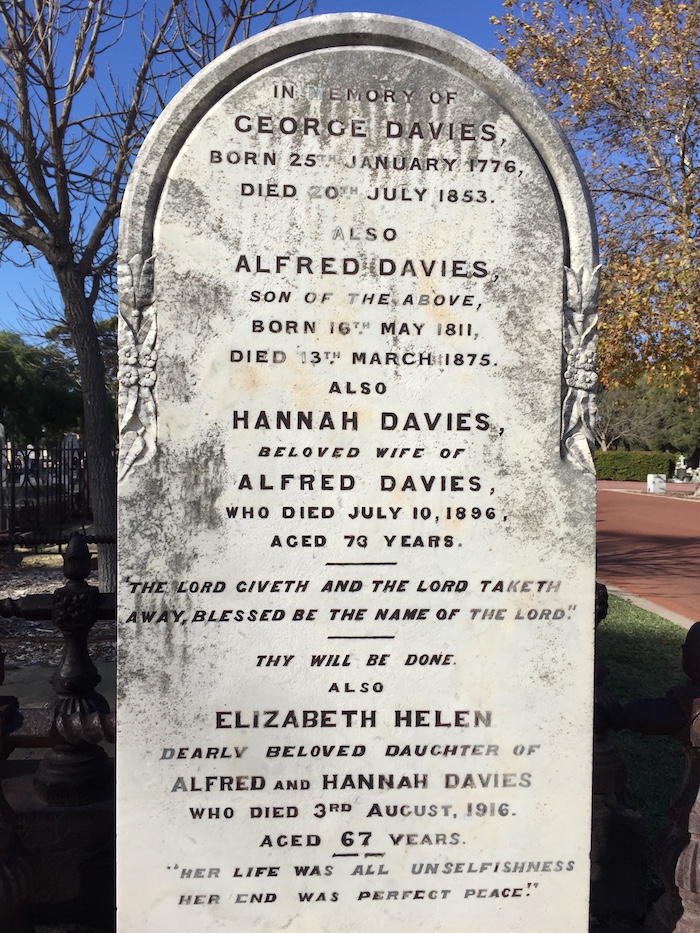 IN MEMORY OF
GEORGE DAVIES,
BORN 25TH JANUARY 1776,
DIED 20TH JULY 1853.
ALSO
ALFRED DAVIES,
SON OF THE ABOVE,
BORN 16TH MAY 1811,
DIED 13TH MARCH 1875.
ALSO
HANNAH DAVIES,
BELOVED WIFE OF
ALFRED DAVIES,
WHO DIED JULY 10, 1896,
AGED 73 YEARS.
"THE LORD GIVETH AND THE LORD TAKETH
AWAY, BLESSED BE THE NAME OF THE LORD."
THY WILL BE DONE.
ALSO
ELIZABETH HELEN
DEARLY BELOVED DAUGHTER OF
ALFRED AND HANNAH DAVIES
WHO DIED 3RD AUGUST, 1916.
AGED 67 YEARS.
"HER LIFE WAS ALL UNSELFISHNESS
HER END WAS PERFECT PEACE."